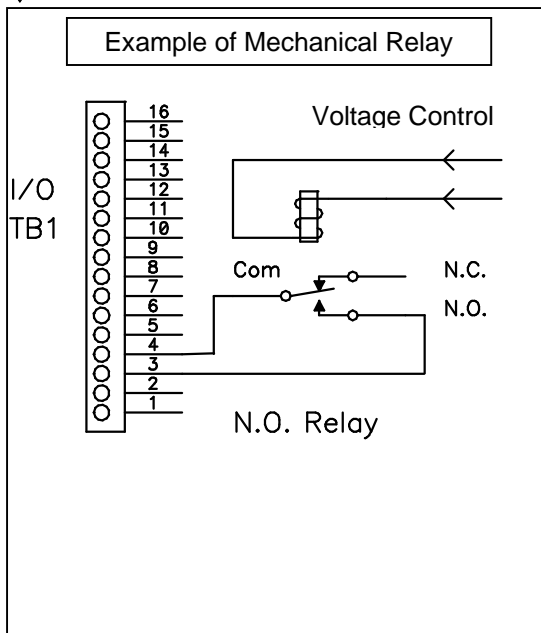 Example of Mechanical Relay
Voltage Control
I/O
TB1
16
15
14
13
12
11
10
9
8
7
6
5
4
3
2
1
Com
N.C.
N.O.
N.O. Relay